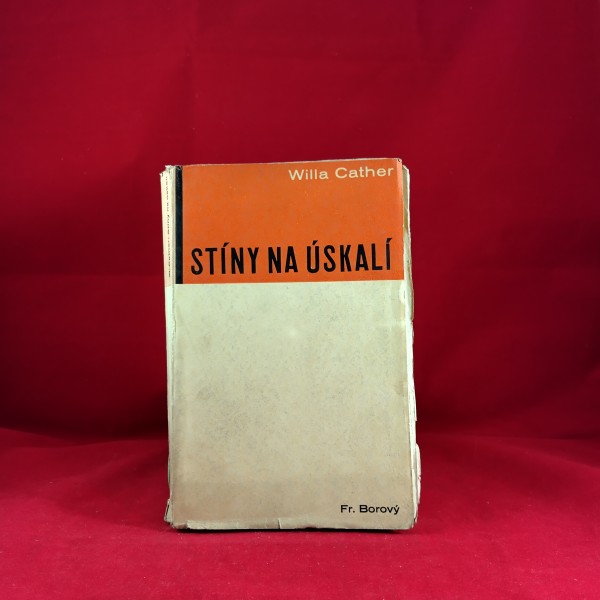 Willa Cather
STÍNY NA ÚSKALÍ
Fr. Borový